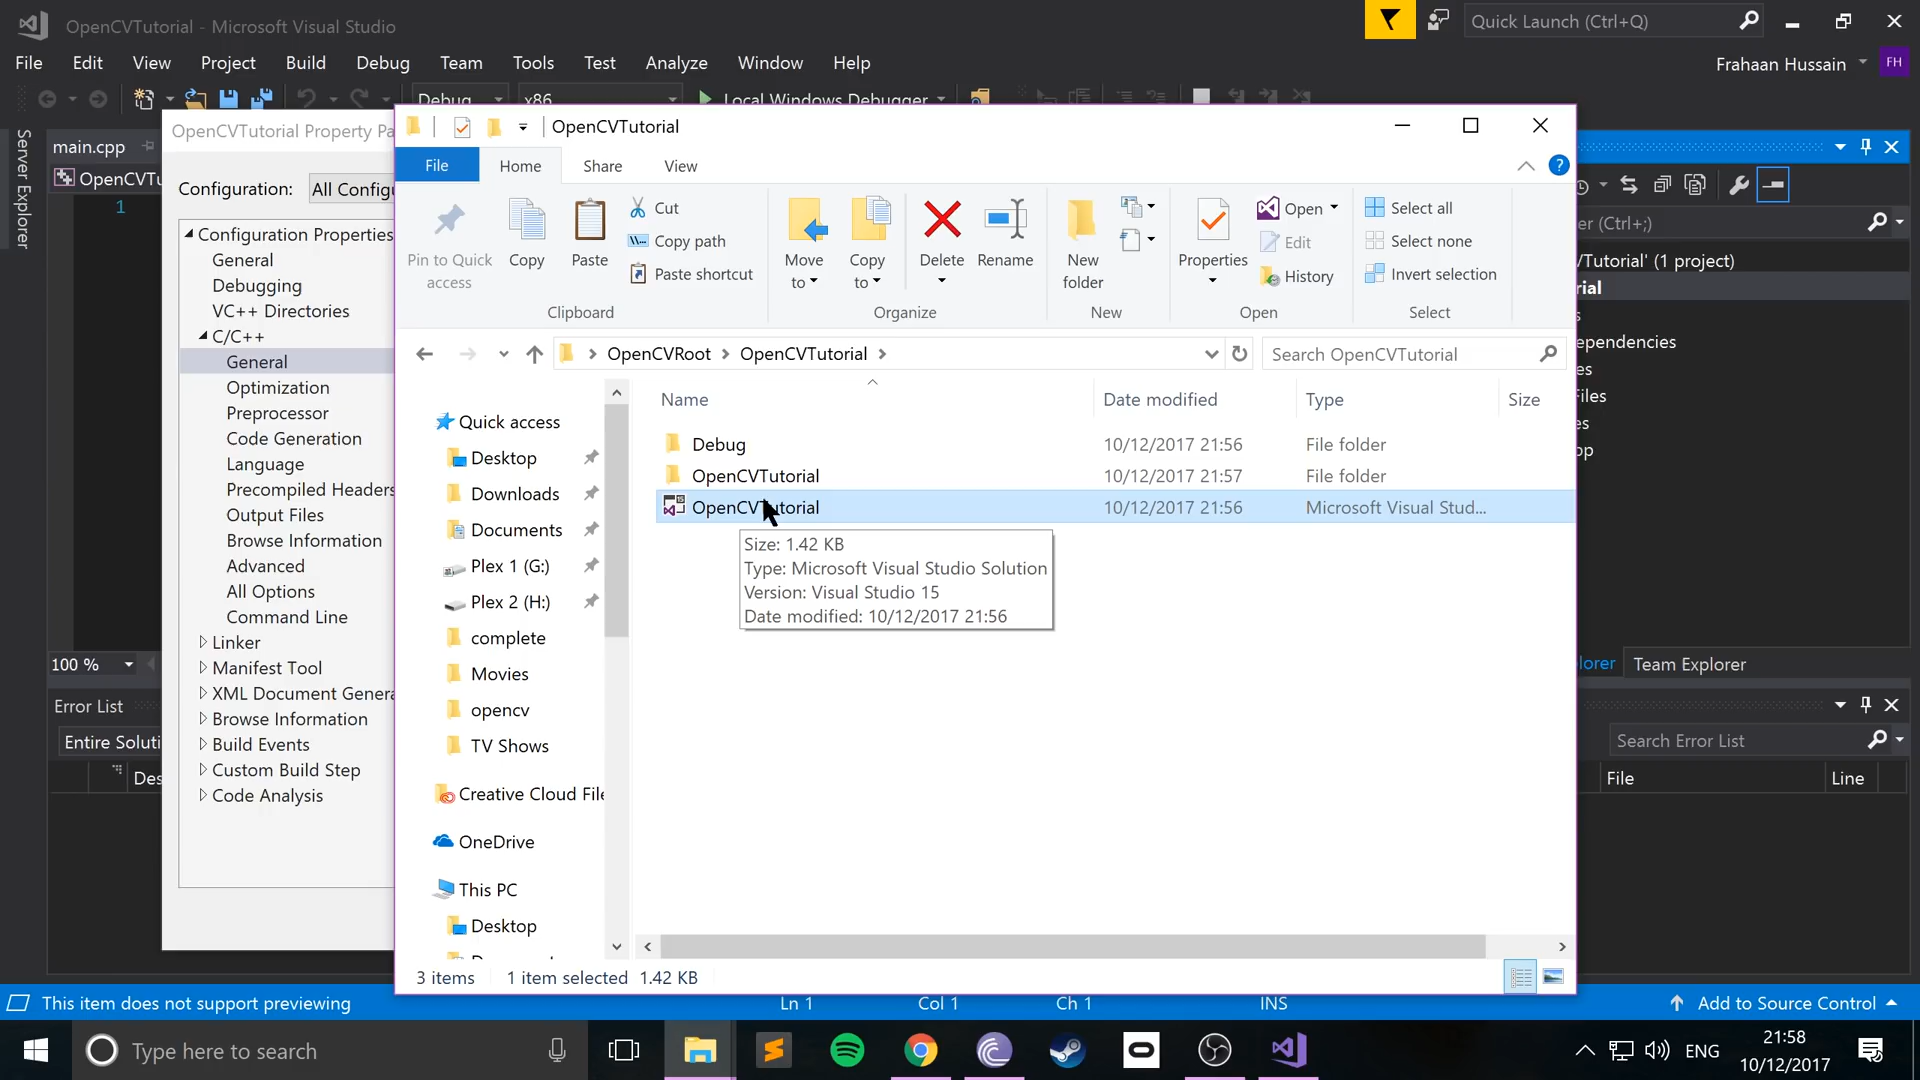 OpenCVTutorial - Microsoft Visual Studio
Quick Launch (Ctrl+Q)
File Edit View Project Build Debug Team Tools Test Analyze Window Help
Frahaan Hussain FH
Debug x86 Local Windows Debugger
Server Explorer
main.cpp
OpenCVTu
1
100 %
OpenCVTutorial Property Pa
Configuration: All Config
Configuration Properties
General
Debugging
VC++ Directories
C/C++
General
Optimization
Preprocessor
Code Generation
Language
Precompiled Headers
Output Files
Browse Information
Advanced
All Options
Command Line
Linker
Manifest Tool
XML Document Genera
Browse Information
Build Events
Custom Build Step
Code Analysis
OpenCVTutorial
File Home Share View
Pin to Quick access
Copy
Paste
Cut
Copy path
Paste shortcut
Clipboard
Move to
Copy to
Delete
Rename
Organize
New folder
New
Properties
Open
Edit
History
Open
Select all
Select none
Invert selection
Select
OpenCVRoot OpenCVTutorial
Search OpenCVTutorial
Quick access
Desktop
Downloads
Documents
Plex 1 (G:)
Plex 2 (H:)
complete
Movies
opencv
TV Shows
Creative Cloud File
OneDrive
This PC
Desktop
Name Date modified Type Size
Debug 10/12/2017 21:56 File folder
OpenCVTutorial 10/12/2017 21:57 File folder
OpenCVTutorial 10/12/2017 21:56 Microsoft Visual Stud...
Size: 1.42 KB
Type: Microsoft Visual Studio Solution
Version: Visual Studio 15
Date modified: 10/12/2017 21:56
3 items 1 item selected 1.42 KB
er (Ctrl+;)
/Tutorial' (1 project)
rial
s
ependencies
es
Files
es
pp
lorer Team Explorer
Error List
Entire Soluti
Search Error List
Des
File Line
This item does not support previewing
Ln 1 Col 1 Ch 1 INS
Add to Source Control
Type here to search
ENG
21:58
10/12/2017